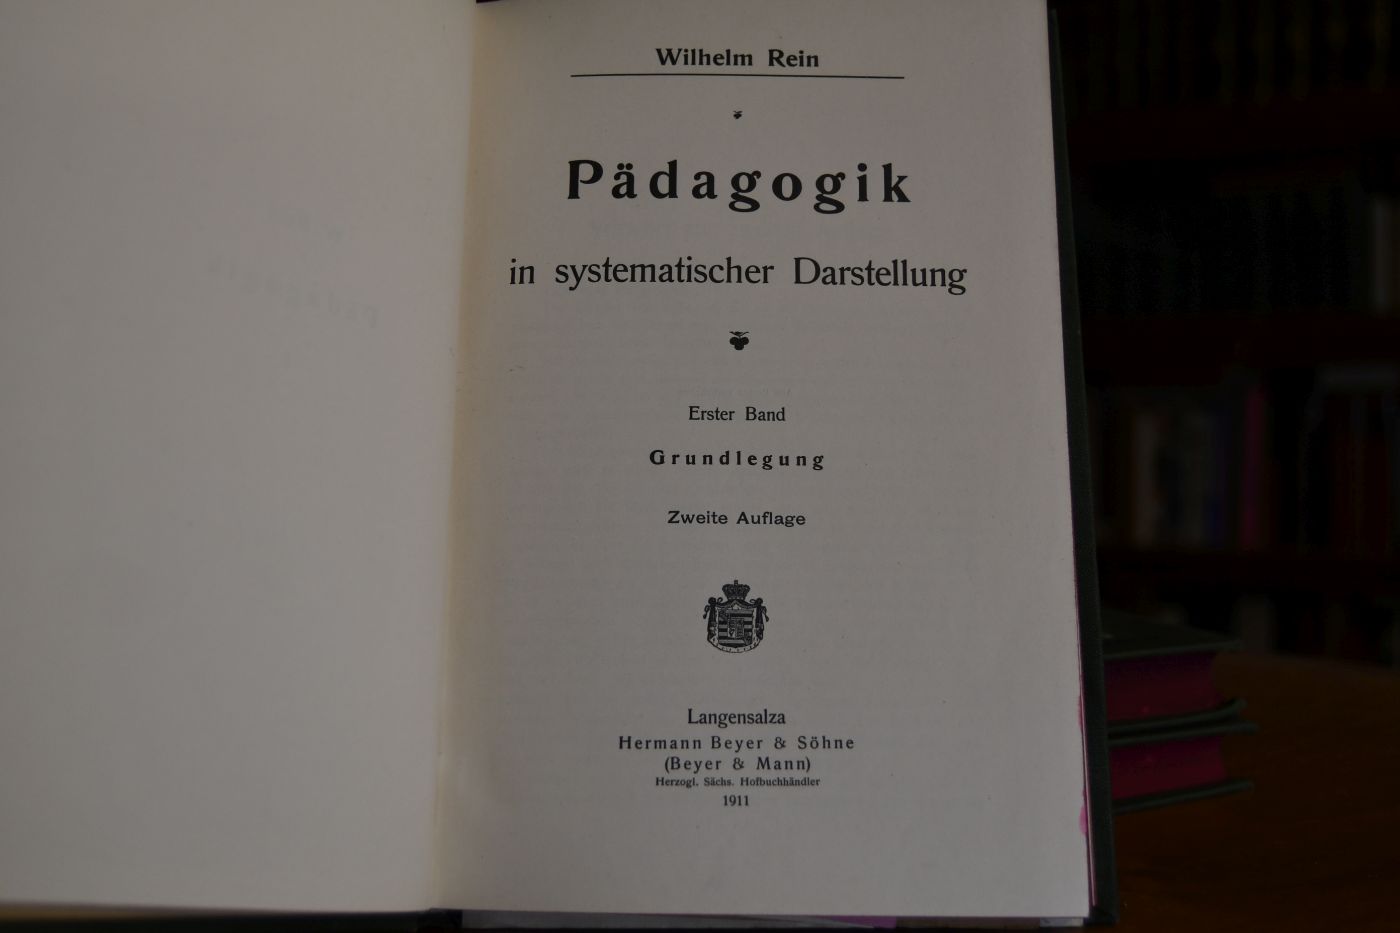 Wilhelm Rein
Pädagogik
in systematischer Darstellung
Erster Band
Grundlegung
Zweite Auflage
Langensalza
Hermann Beyer & Söhne
(Beyer & Mann)
Herzogl. Sächs. Hofbuchhändler
1911